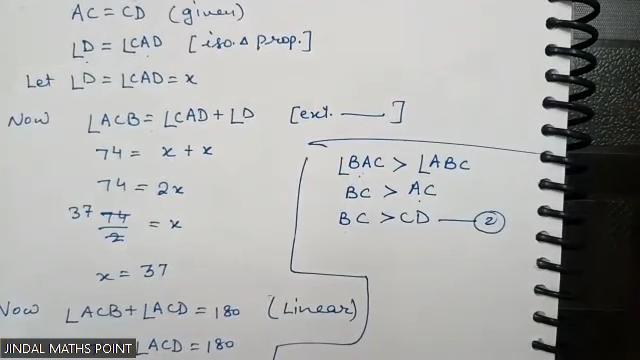 AC = CD (given)
∠D = ∠CAD [iso. Δ prop.]
Let ∠D = ∠CAD = x
Now ∠ACB = ∠CAD + ∠D [ext. ——]
74 = x + x
74 = 2x
37 74/2 = x
x = 37
Now ∠ACB + ∠ACD = 180 (Linear)
∠ACD = 180
∠BAC > ∠ABC
BC > AC
BC > CD —— ②
JINDAL MATHS POINT